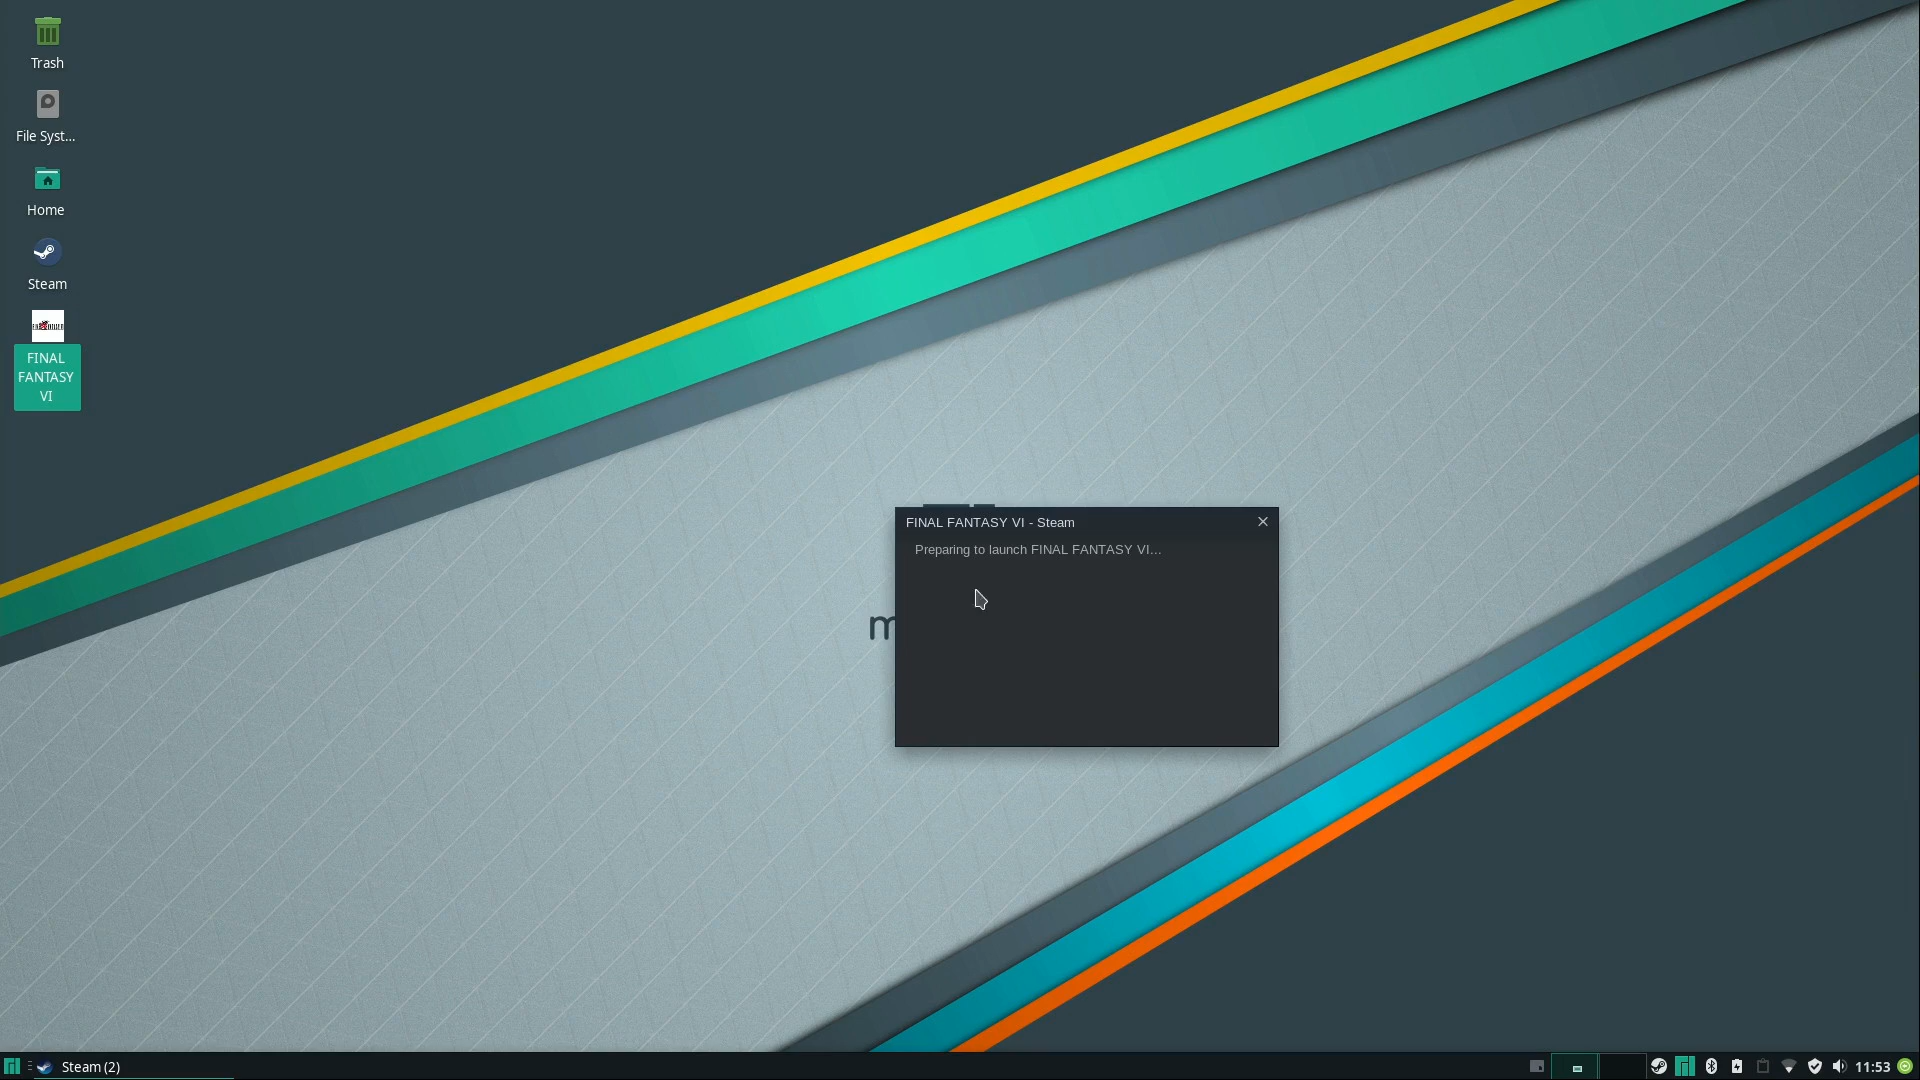 Trash
File Syst...
Home
Steam
FINAL
FANTASY
VI
FINAL FANTASY VI - Steam
Preparing to launch FINAL FANTASY VI...
m
Steam (2)
11:53